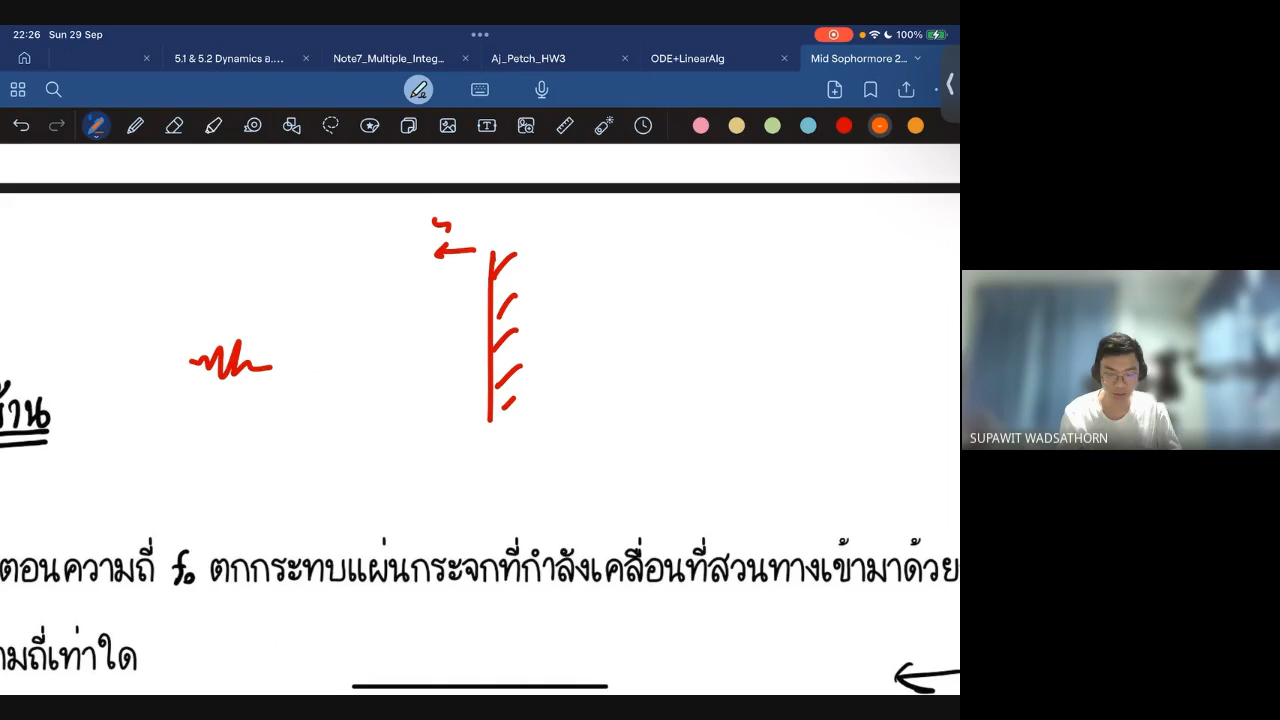 22:26 Sun 29 Sep
100%
5.1 & 5.2 Dynamics a....
Note7_Multiple_Integ...
Aj_Petch_HW3
ODE+LinearAlg
Mid Sophormore 2...
SUPAWIT WADSATHORN
ตอนความถี่ f₀ ตกกระทบแผ่นกระจกที่กำลังเคลื่อนที่สวนทางเข้ามาด้วย
ามถี่เท่าใด